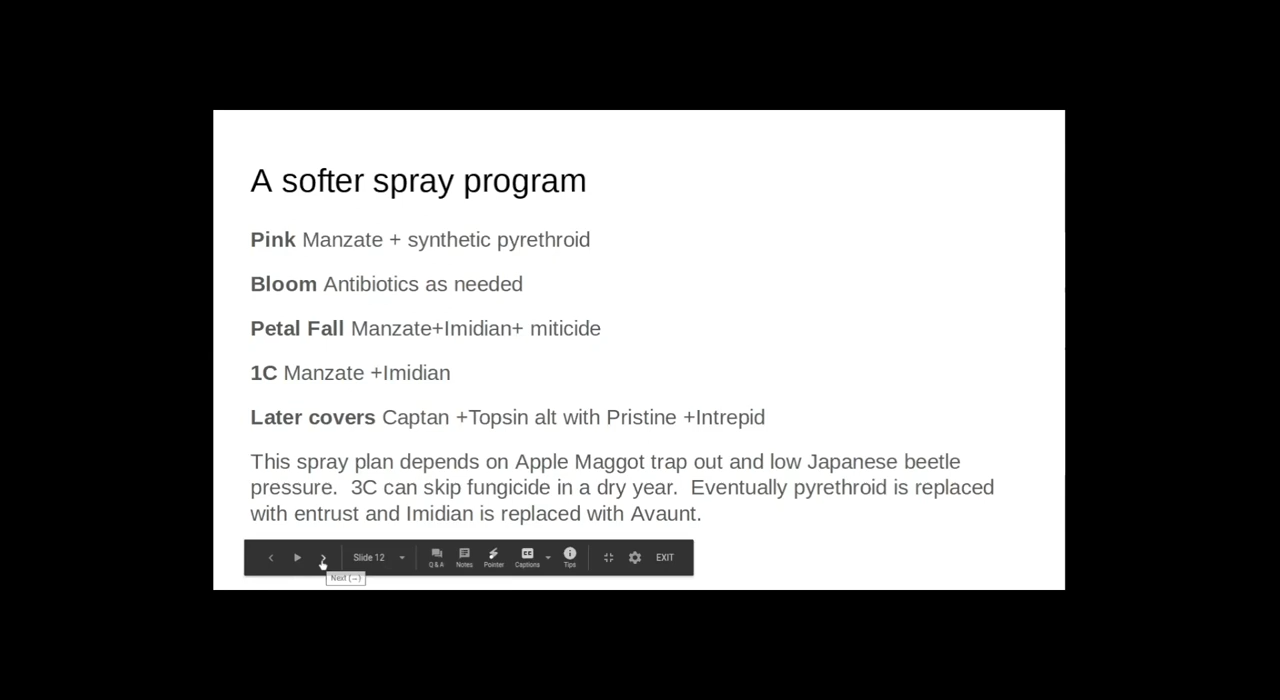 A softer spray program
Pink Manzate + synthetic pyrethroid
Bloom Antibiotics as needed
Petal Fall Manzate+Imidian+ miticide
1C Manzate +Imidian
Later covers Captan +Topsin alt with Pristine +Intrepid
This spray plan depends on Apple Maggot trap out and low Japanese beetle
pressure.  3C can skip fungicide in a dry year.  Eventually pyrethroid is replaced
with entrust and Imidian is replaced with Avaunt.
Slide 12 Q & A Notes Pointer Captions Tips EXIT
Next (→)